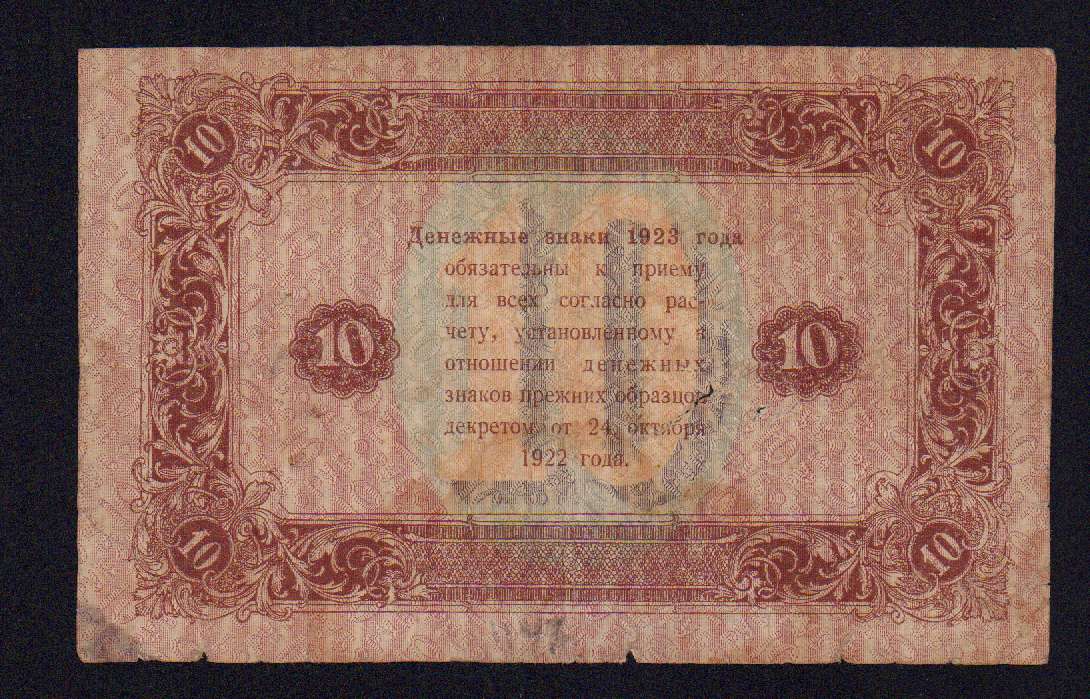 10 10
Денежные знаки 1923 года
обязательны к приему
для всех согласно рас-
чету, установленному в
10 10
отношении денежных
знаков прежних образцов
декретом от 24 октября
1922 года.
10 10